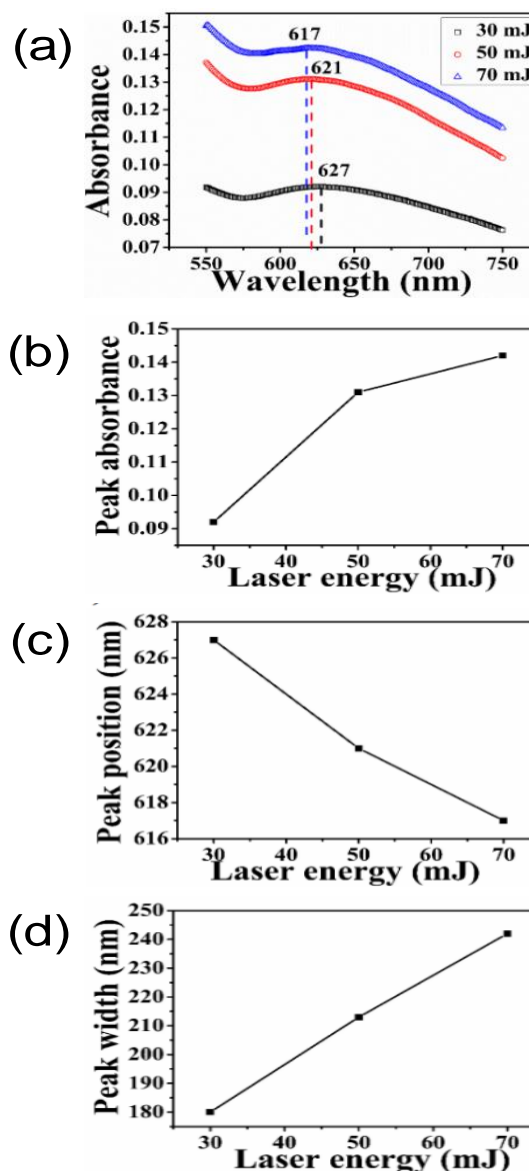 (a)
0.15
0.14
0.13
0.12
0.11
0.10
0.09
0.08
0.07
Absorbance
617
621
627
30 mJ
50 mJ
70 mJ
550 600 650 700 750
Wavelength (nm)
(b)
0.15
0.14
0.13
0.12
0.11
0.10
0.09
Peak absorbance
30 40 50 60 70
Laser energy (mJ)
(c)
628
626
624
622
620
618
616
Peak position (nm)
30 40 50 60 70
Laser energy (mJ)
(d)
250
240
230
220
210
200
190
180
Peak width (nm)
30 40 50 60 70
Laser energy (mJ)